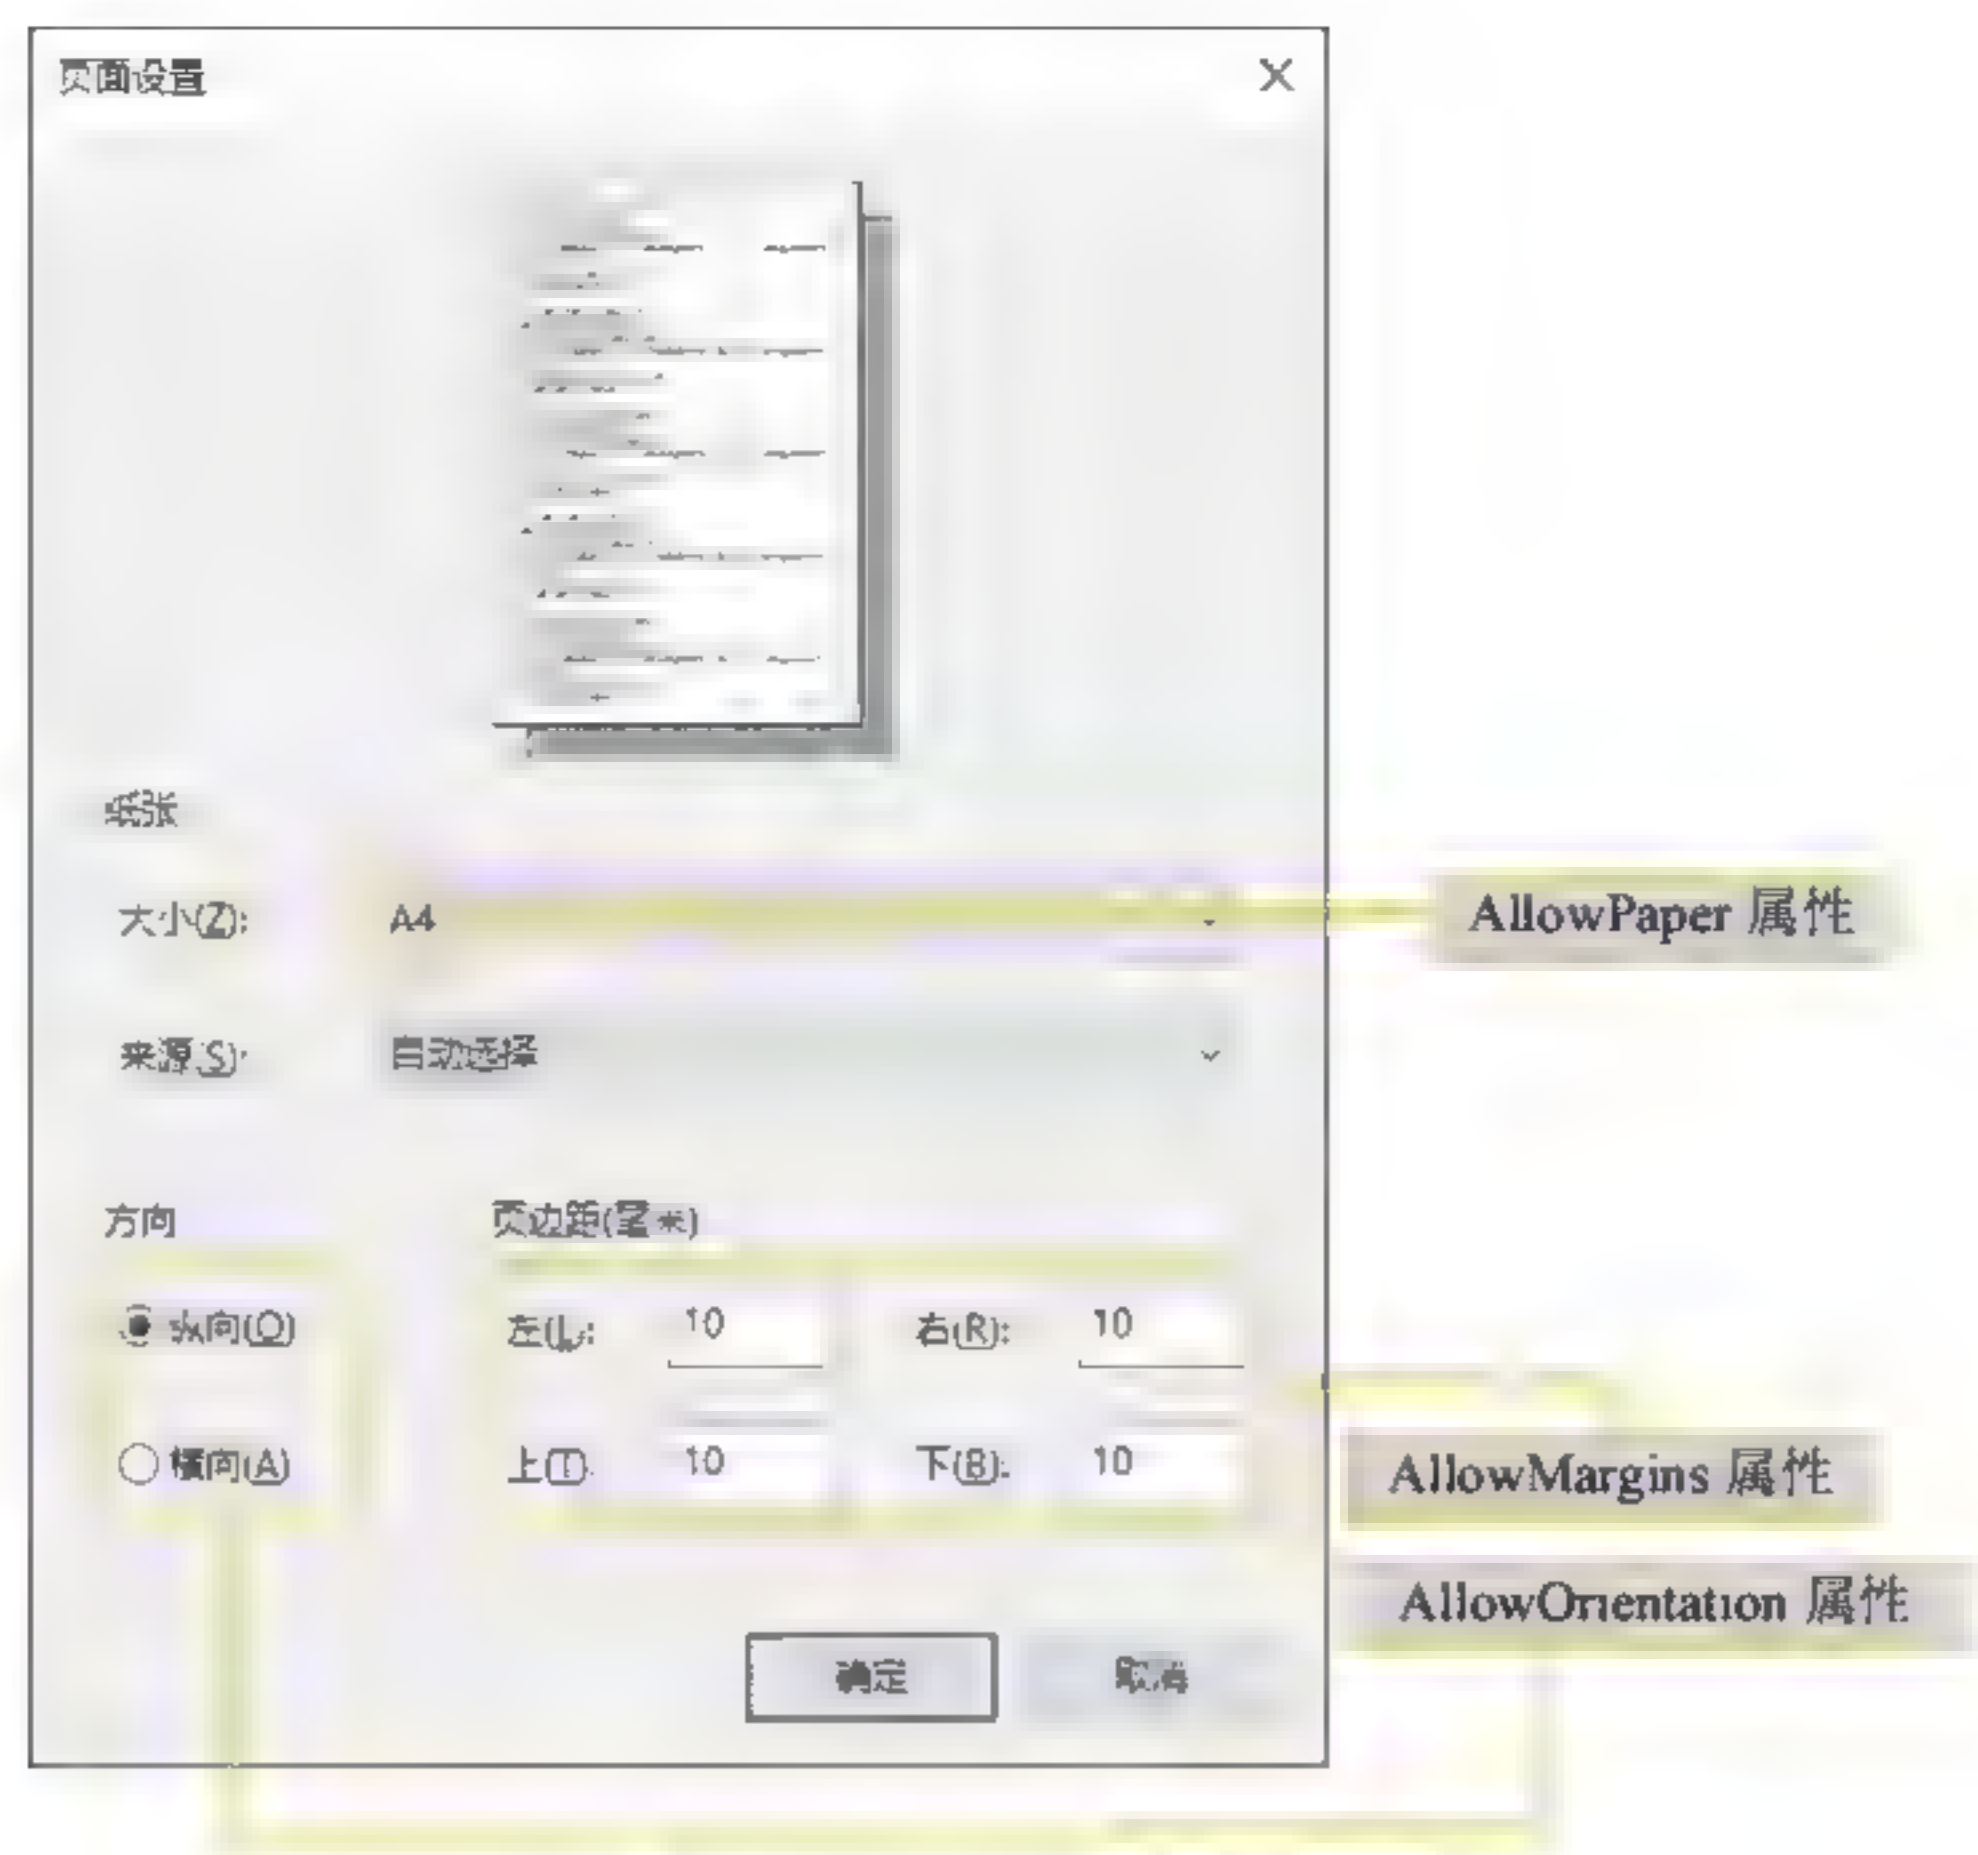 页面设置
纸张
大小(Z): A4
AllowPaper 属性
来源(S): 自动选择
方向 页边距(毫米)
纵向(O) 左(L): 10 右(R): 10
横向(A) 上(T): 10 下(B): 10
AllowMargins 属性
AllowOrientation 属性
确定 取消